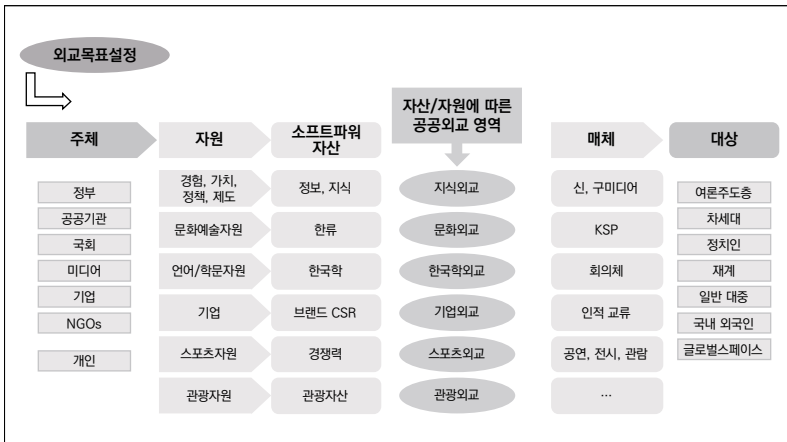 외교목표설정
자산/자원에 따른
공공외교 영역
주체
자원
소프트파워
자산
매체
대상
정부
공공기관
국회
미디어
기업
NGOs
개인
경험, 가치,
정책, 제도
정보, 지식
지식외교
신, 구미디어
문화예술자원
한류
문화외교
KSP
언어/학문자원
한국학
한국학외교
회의체
기업
브랜드 CSR
기업외교
인적 교류
스포츠자원
경쟁력
스포츠외교
공연, 전시, 관람
관광자원
관광자산
관광외교
…
여론주도층
차세대
정치인
재계
일반 대중
국내 외국인
글로벌스페이스